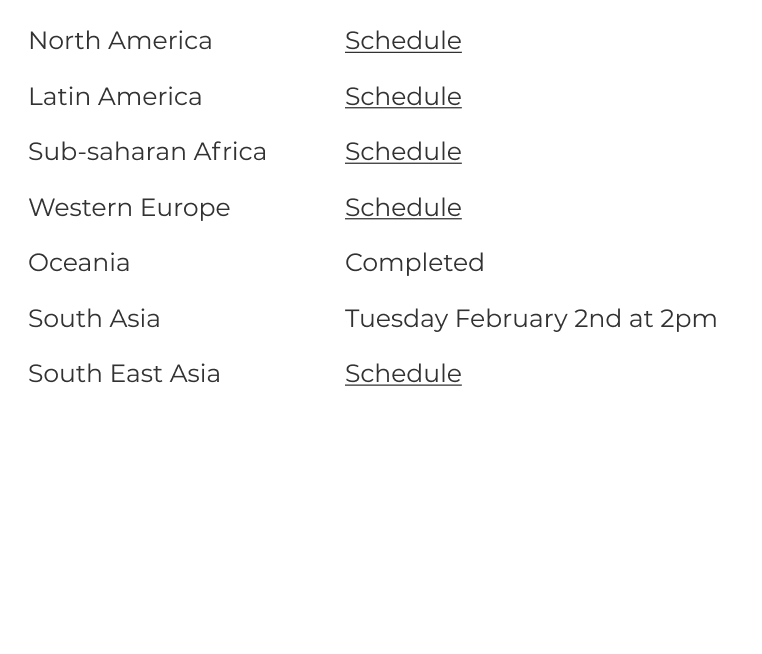 North America Schedule
Latin America Schedule
Sub-saharan Africa Schedule
Western Europe Schedule
Oceania Completed
South Asia Tuesday February 2nd at 2pm
South East Asia Schedule